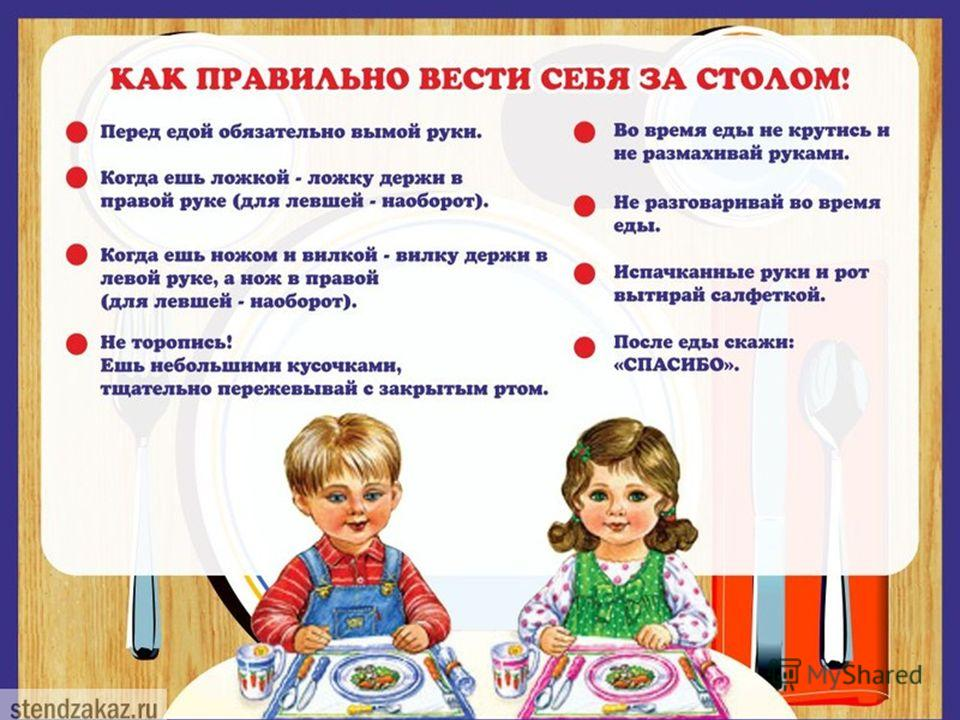 КАК ПРАВИЛЬНО ВЕСТИ СЕБЯ ЗА СТОЛОМ!
Перед едой обязательно вымой руки.
Когда ешь ложкой - ложку держи в
правой руке (для левшей - наоборот).
Когда ешь ножом и вилкой - вилку держи в
левой руке, а нож в правой
(для левшей - наоборот).
Не торопись!
Ешь небольшими кусочками,
тщательно пережевывай с закрытым ртом.
Во время еды не крутись и
не размахивай руками.
Не разговаривай во время
еды.
Испачканные руки и рот
вытирай салфеткой.
После еды скажи:
«СПАСИБО».
stendzakaz.ru
MyShared